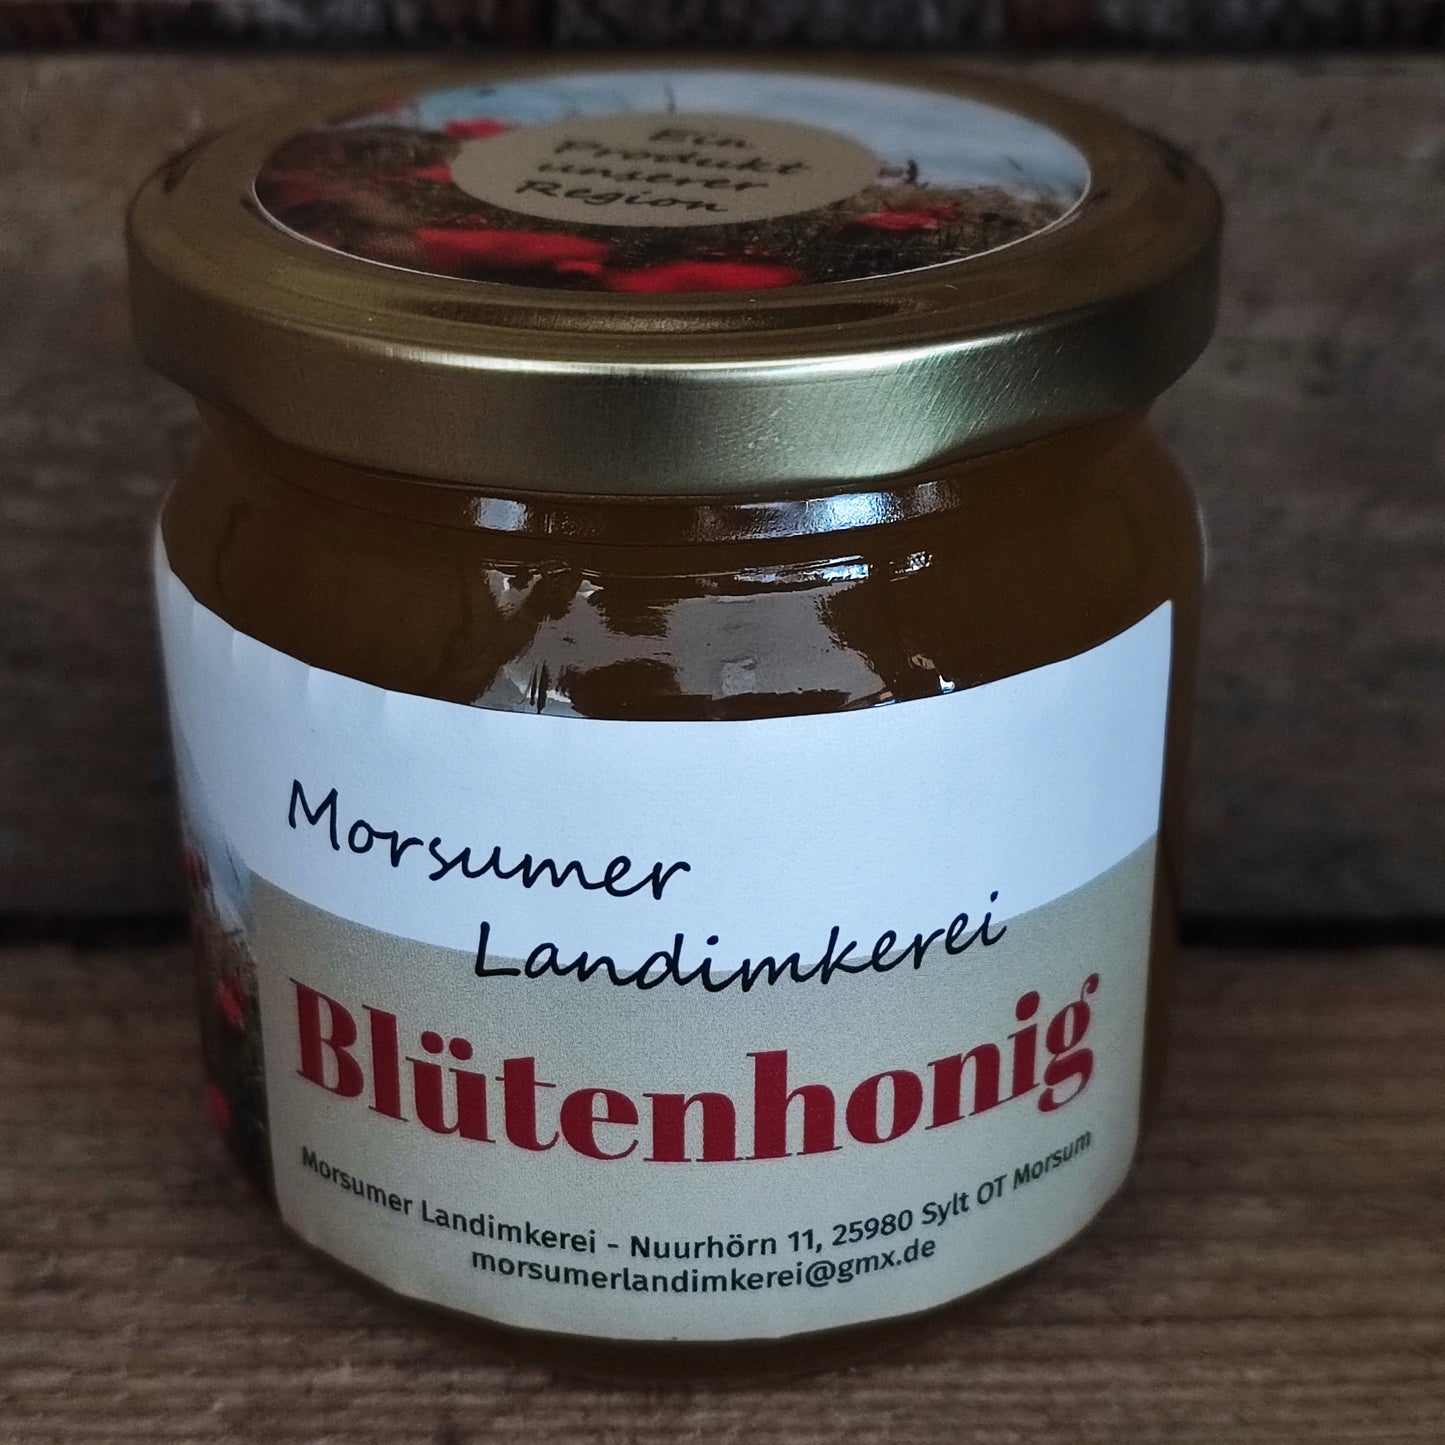 Ein
Produkt
unserer
Region
Morsumer
Landimkerei
Blütenhonig
Morsumer Landimkerei - Nuurhörn 11, 25980 Sylt OT Morsum
morsumerlandimkerei@gmx.de